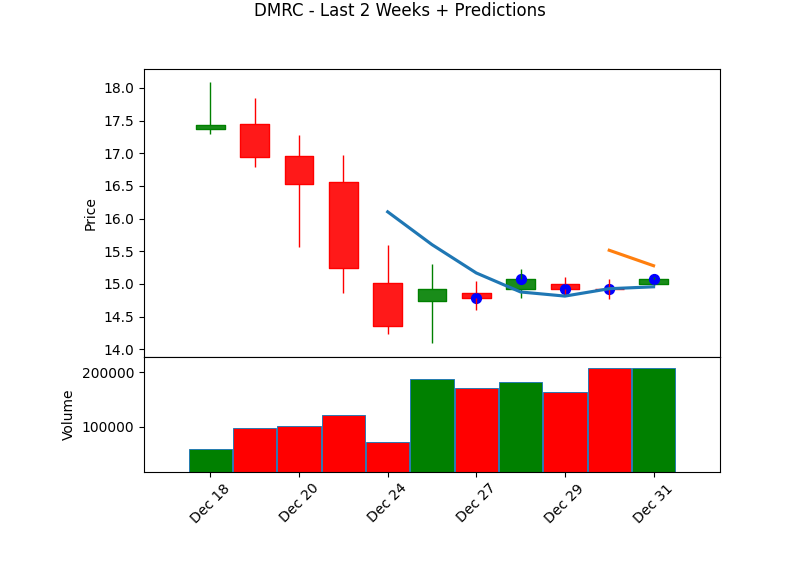 DMRC - Last 2 Weeks + Predictions
18.0
17.5
17.0
16.5
16.0
15.5
15.0
14.5
14.0
Price
200000
100000
Volume
Dec 18
Dec 20
Dec 24
Dec 27
Dec 29
Dec 31